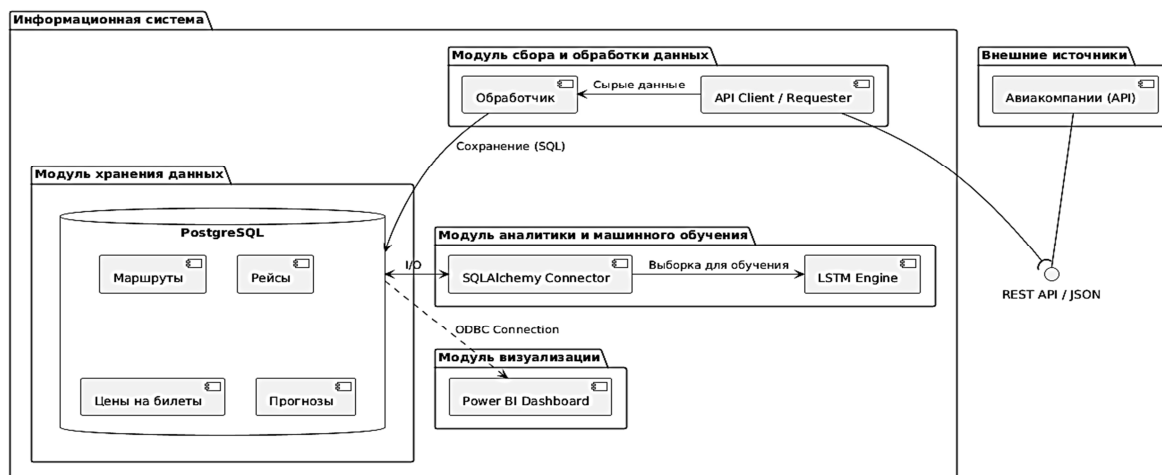 Информационная система
Модуль сбора и обработки данных
Внешние источники
Обработчик
Сырые данные
API Client / Requester
Авиакомпании (API)
Сохранение (SQL)
Модуль хранения данных
PostgreSQL
Маршруты
Рейсы
Цены на билеты
Прогнозы
I/O
Модуль аналитики и машинного обучения
SQLAlchemy Connector
Выборка для обучения
LSTM Engine
REST API / JSON
ODBC Connection
Модуль визуализации
Power BI Dashboard